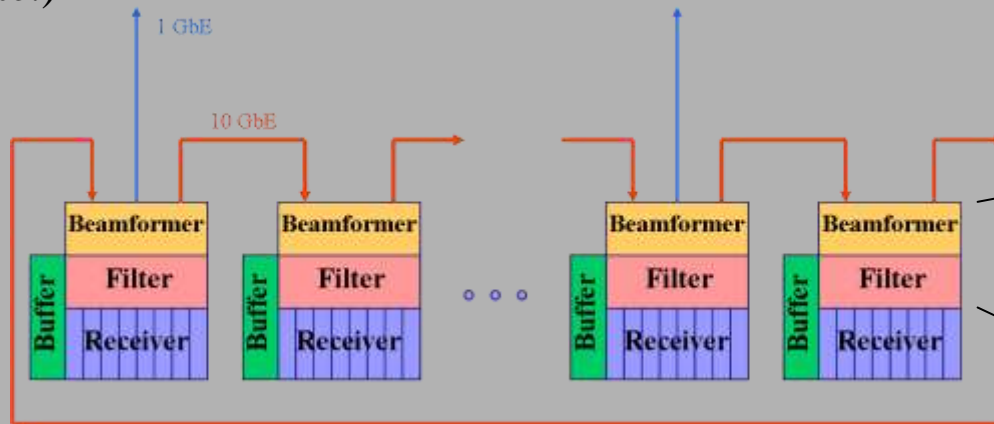 1 GbE
10 GbE
Beamformer Beamformer Beamformer Beamformer
Buffer Filter Buffer Filter Buffer Filter Buffer Filter
Receiver Receiver Receiver Receiver